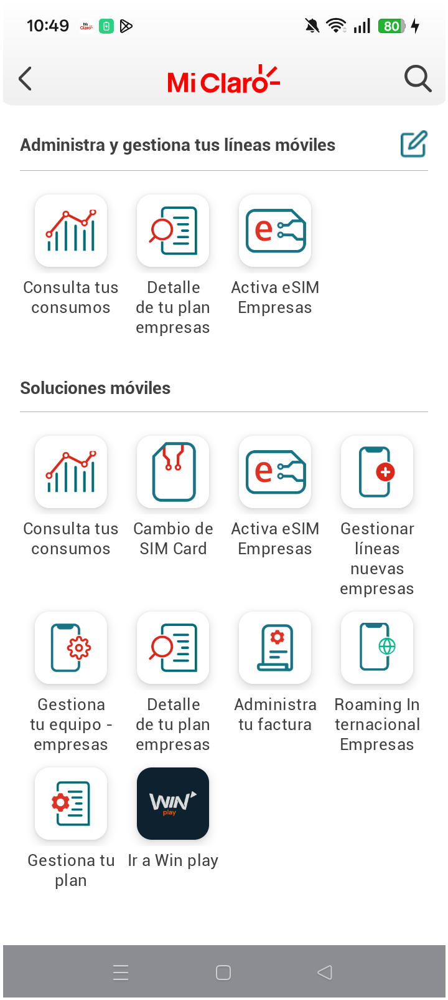 10:49
Mi Claro
80
Mi Claro
Administra y gestiona tus líneas móviles
Consulta tus
consumos
Detalle
de tu plan
empresas
e
Activa eSIM
Empresas
Soluciones móviles
Consulta tus
consumos
Cambio de
SIM Card
e
Activa eSIM
Empresas
Gestionar
líneas
nuevas
empresas
Gestiona
tu equipo -
empresas
Detalle
de tu plan
empresas
Administra
tu factura
Roaming In
ternacional
Empresas
Gestiona tu
plan
WIN
play
Ir a Win play